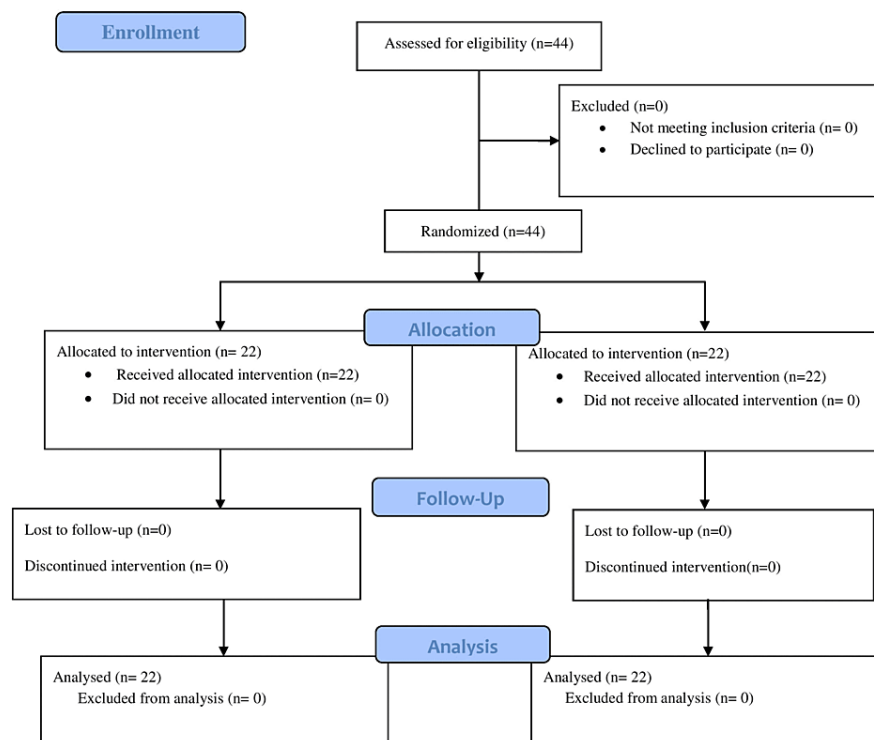 Enrollment
Assessed for eligibility (n=44)
Excluded (n=0)
• Not meeting inclusion criteria (n= 0)
• Declined to participate (n= 0)
Randomized (n=44)
Allocation
Allocated to intervention (n= 22)
• Received allocated intervention (n=22)
• Did not receive allocated intervention (n= 0)
Allocated to intervention (n=22)
• Received allocated intervention (n=22)
• Did not receive allocated intervention (n= 0)
Follow-Up
Lost to follow-up (n=0)
Discontinued intervention (n= 0)
Lost to follow-up (n=0)
Discontinued intervention(n=0)
Analysis
Analysed (n= 22)
Excluded from analysis (n= 0)
Analysed (n= 22)
Excluded from analysis (n= 0)